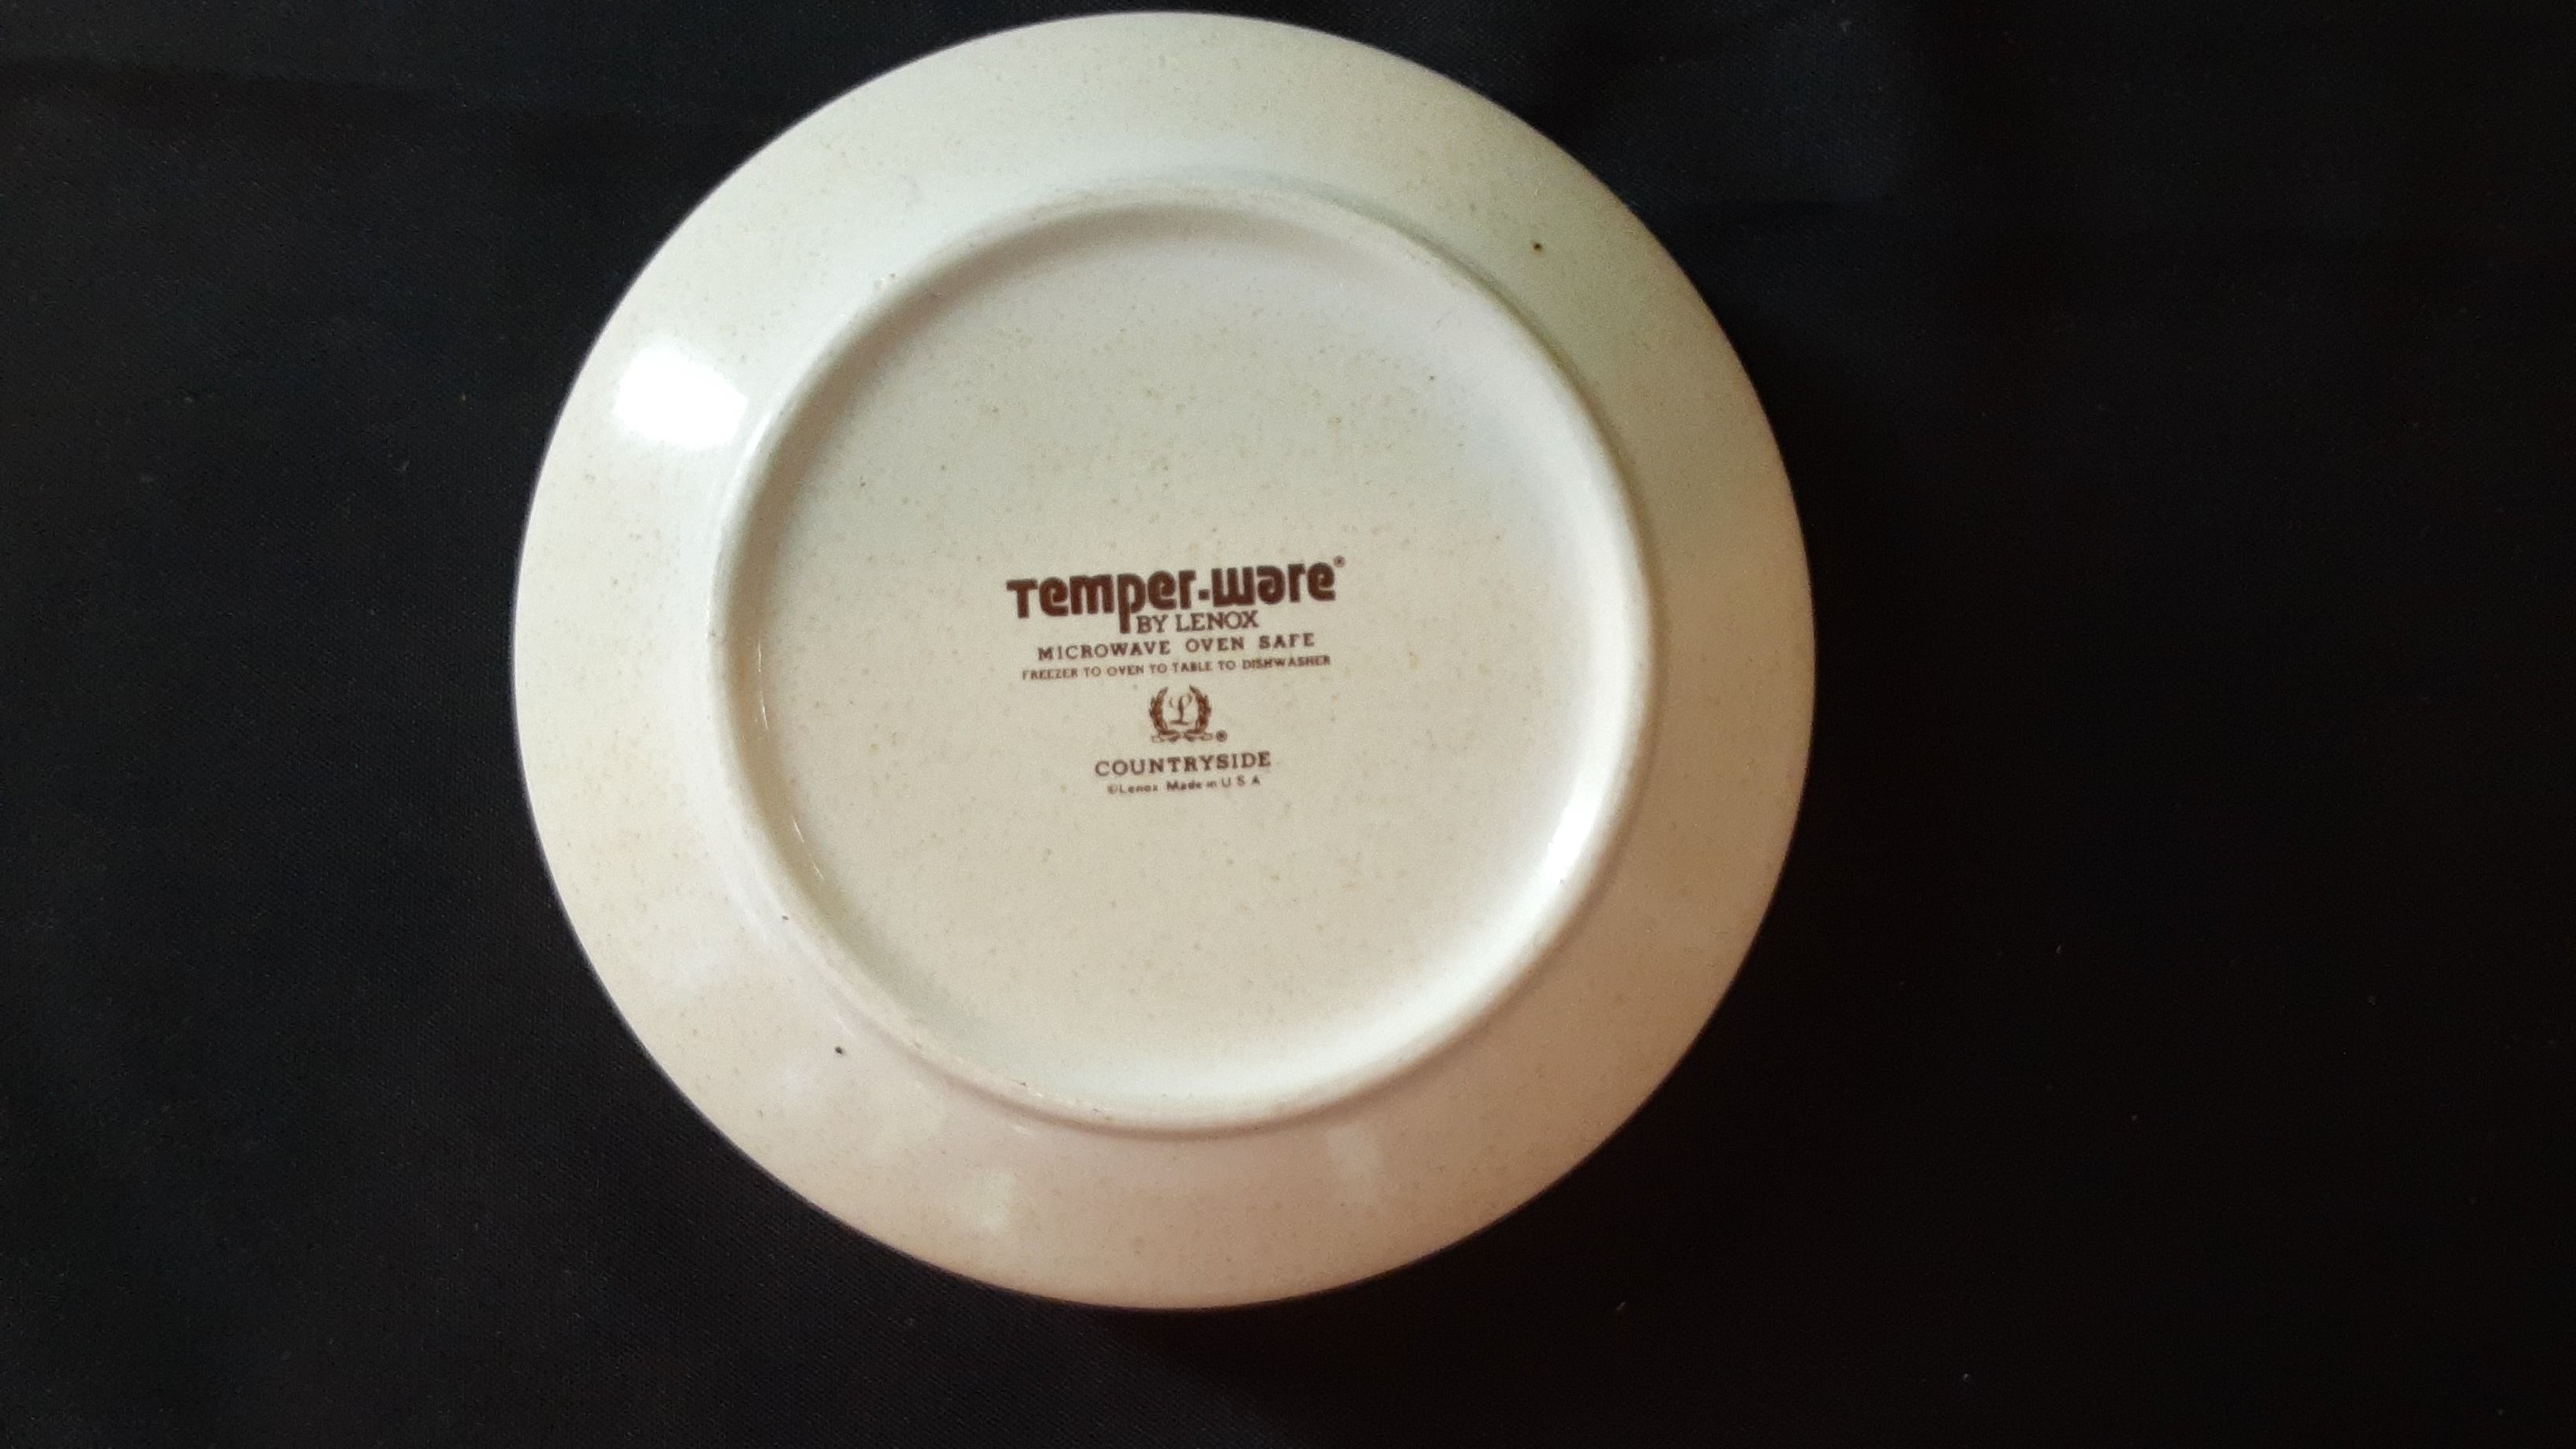 Temper-ware®
BY LENOX
MICROWAVE OVEN SAFE
FREEZER TO OVEN TO TABLE TO DISHWASHER
L
®
COUNTRYSIDE
©Lenox Made in U S A